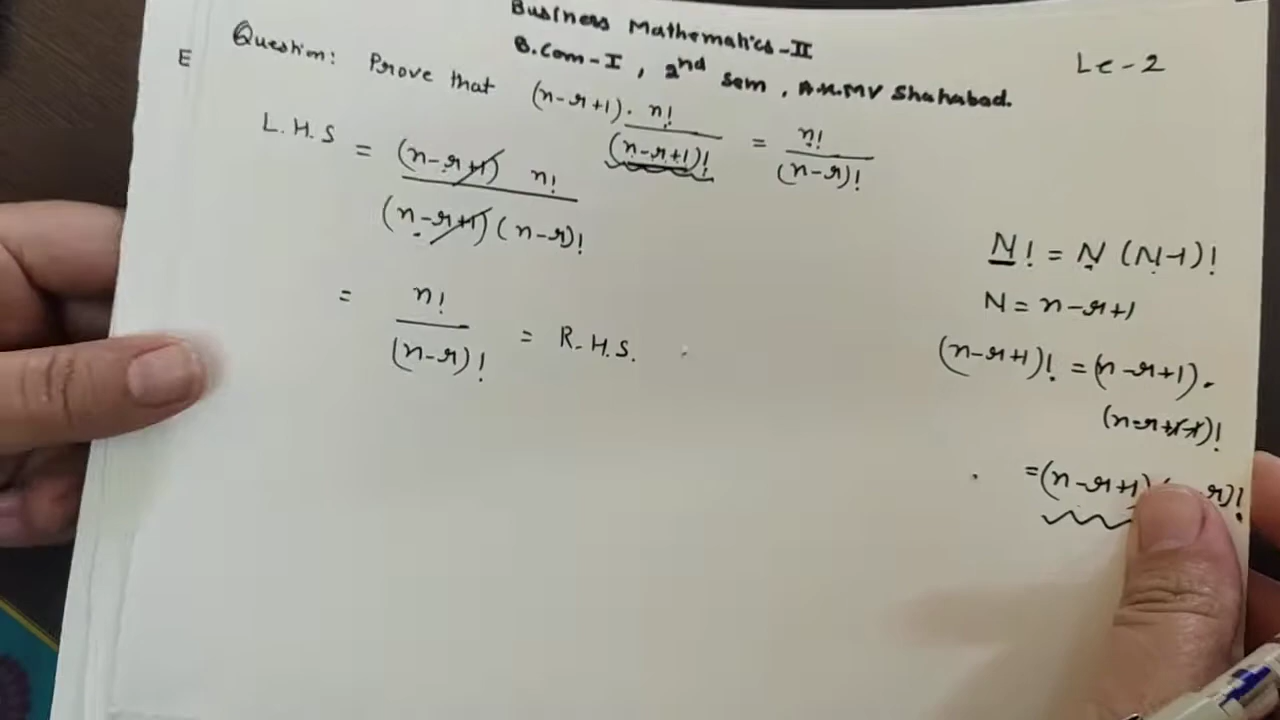 Business Mathematics-II
B.Com-I, 2nd sem, A.K.MV Shahabad.
Lc-2
E
Question: Prove that (n-r+1). n!/(n-r+1)! = n!/(n-r)!
L.H.S = (n-r+1) n!/(n-r+1)(n-r)!
= n!/(n-r)! = R.H.S.
N! = N (N-1)!
N = n-r+1
(n-r+1)! = (n-r+1).
(n-r+1-1)!
=(n-r+1)( r)!